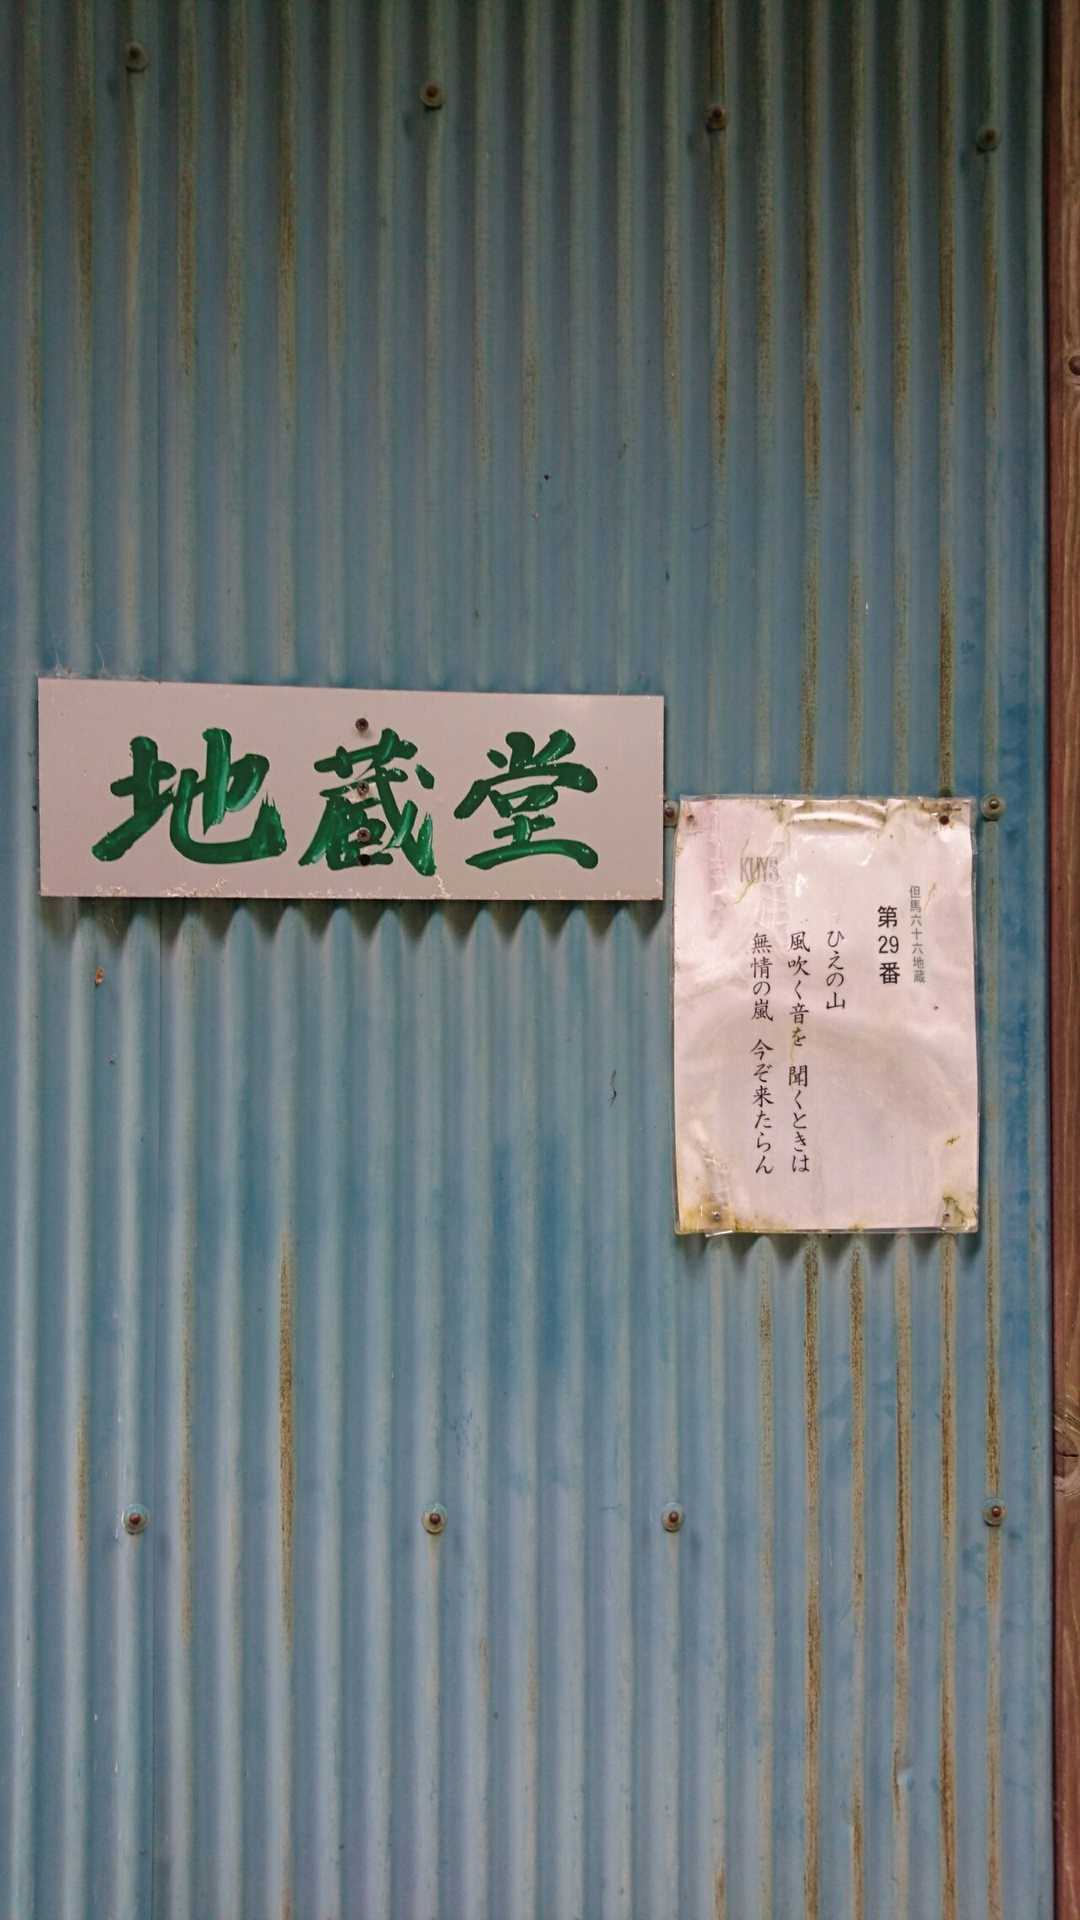 地蔵堂
KUYS
但馬六十六地蔵
第29番
ひえの山
風吹く音を 聞くときは
無情の嵐 今ぞ来たらん